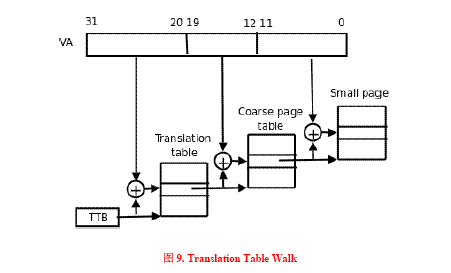 31 20 19 12 11 0
VA
Small page
Coarse page
table
Translation
table
TTB
图 9. Translation Table Walk